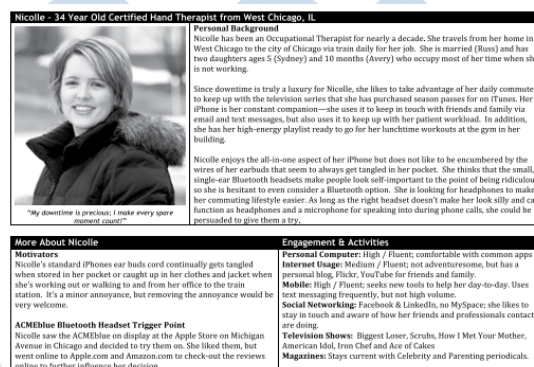 Nicolle - 34 Year Old Certified Hand Therapist from West Chicago, IL
Personal Background
Nicolle has been an Occupational Therapist for nearly a decade. She travels from her home in
West Chicago to the city of Chicago via train daily for her job.  She is married (Russ) and has
two daughters ages 5 (Sydney) and 10 months (Avery) who occupy most of her time when sh
is not working.
Since downtime is truly a luxury for Nicolle, she likes to take advantage of her daily commute
to keep up with the television series that she has purchased season passes for on iTunes. Her
iPhone is her constant companion—she uses it to keep in touch with friends and family via
email and text messages, but also uses it to keep up with her patient workload.  In addition,
she has her high-energy playlist ready to go for her lunchtime workouts at the gym in her
building.
Nicolle enjoys the all-in-one aspect of her iPhone but does not like to be encumbered by the
wires of her earbuds that seem to always get tangled in her pocket.  She thinks that the small,
single-ear Bluetooth headsets make people look self-important to the point of being ridiculou
so she is hesitant to even consider a Bluetooth option.  She is looking for headphones to make
her commuting lifestyle easier. As long as the right headset doesn't make her look silly and ca
function as headphones and a microphone for speaking into during phone calls, she could be
persuaded to give them a try.
"My downtime is precious; I make every spare
moment count!"
More About Nicolle
Motivators
Nicolle's standard iPhones ear buds cord continually gets tangled
when stored in her pocket or caught up in her clothes and jacket when
she's working out or walking to and from her office to the train
station.  It's a minor annoyance, but removing the annoyance would be
very welcome.
ACMEblue Bluetooth Headset Trigger Point
Nicolle saw the ACMEblue on display at the Apple Store on Michigan
Avenue in Chicago and decided to try them on. She liked them, but
went online to Apple.com and Amazon.com to check-out the reviews
online to further influence her decision.
Engagement & Activities
Personal Computer: High / Fluent; comfortable with common apps
Internet Usage: Medium / Fluent; not adventuresome, but has a
personal blog, Flickr, YouTube for friends and family.
Mobile: High / Fluent; seeks new tools to help her day-to-day. Uses
text messaging frequently, but not high volume.
Social Networking: Facebook & LinkedIn, no MySpace; she likes to
stay in touch and aware of how her friends and professionals contact
are doing.
Television Shows:  Biggest Loser, Scrubs, How I Met Your Mother,
American Idol, Iron Chef and Ace of Cakes
Magazines: Stays current with Celebrity and Parenting periodicals.